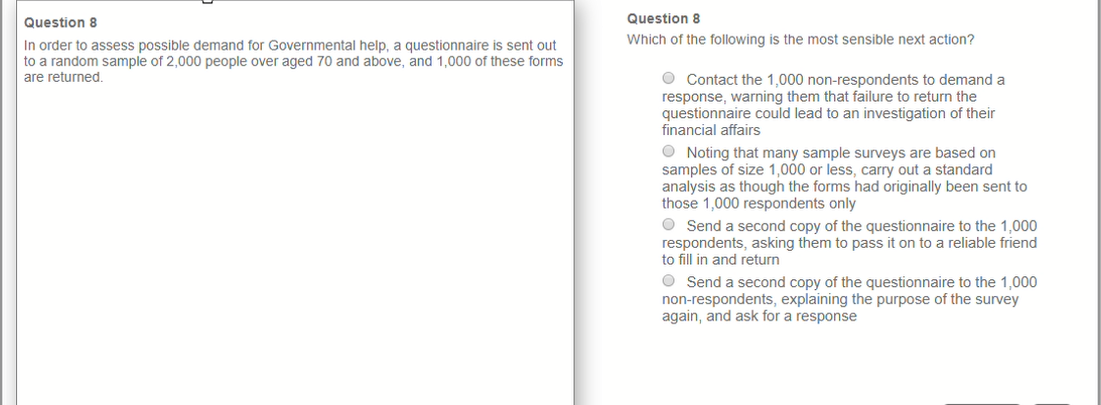 Question 8
In order to assess possible demand for Governmental help, a questionnaire is sent out
to a random sample of 2,000 people over aged 70 and above, and 1,000 of these forms
are returned.
Question 8
Which of the following is the most sensible next action?
Contact the 1,000 non-respondents to demand a
response, warning them that failure to return the
questionnaire could lead to an investigation of their
financial affairs
Noting that many sample surveys are based on
samples of size 1,000 or less, carry out a standard
analysis as though the forms had originally been sent to
those 1,000 respondents only
Send a second copy of the questionnaire to the 1,000
respondents, asking them to pass it on to a reliable friend
to fill in and return
Send a second copy of the questionnaire to the 1,000
non-respondents, explaining the purpose of the survey
again, and ask for a response